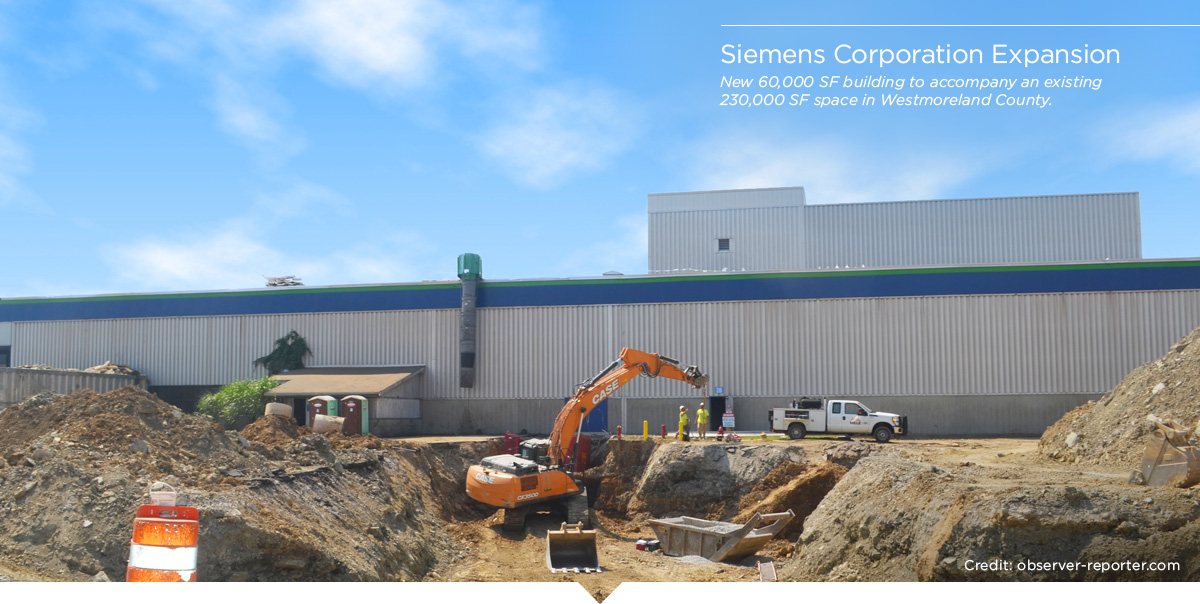 Siemens Corporation Expansion
New 60,000 SF building to accompany an existing
230,000 SF space in Westmoreland County.
CASE
CASE
Credit: observer-reporter.com